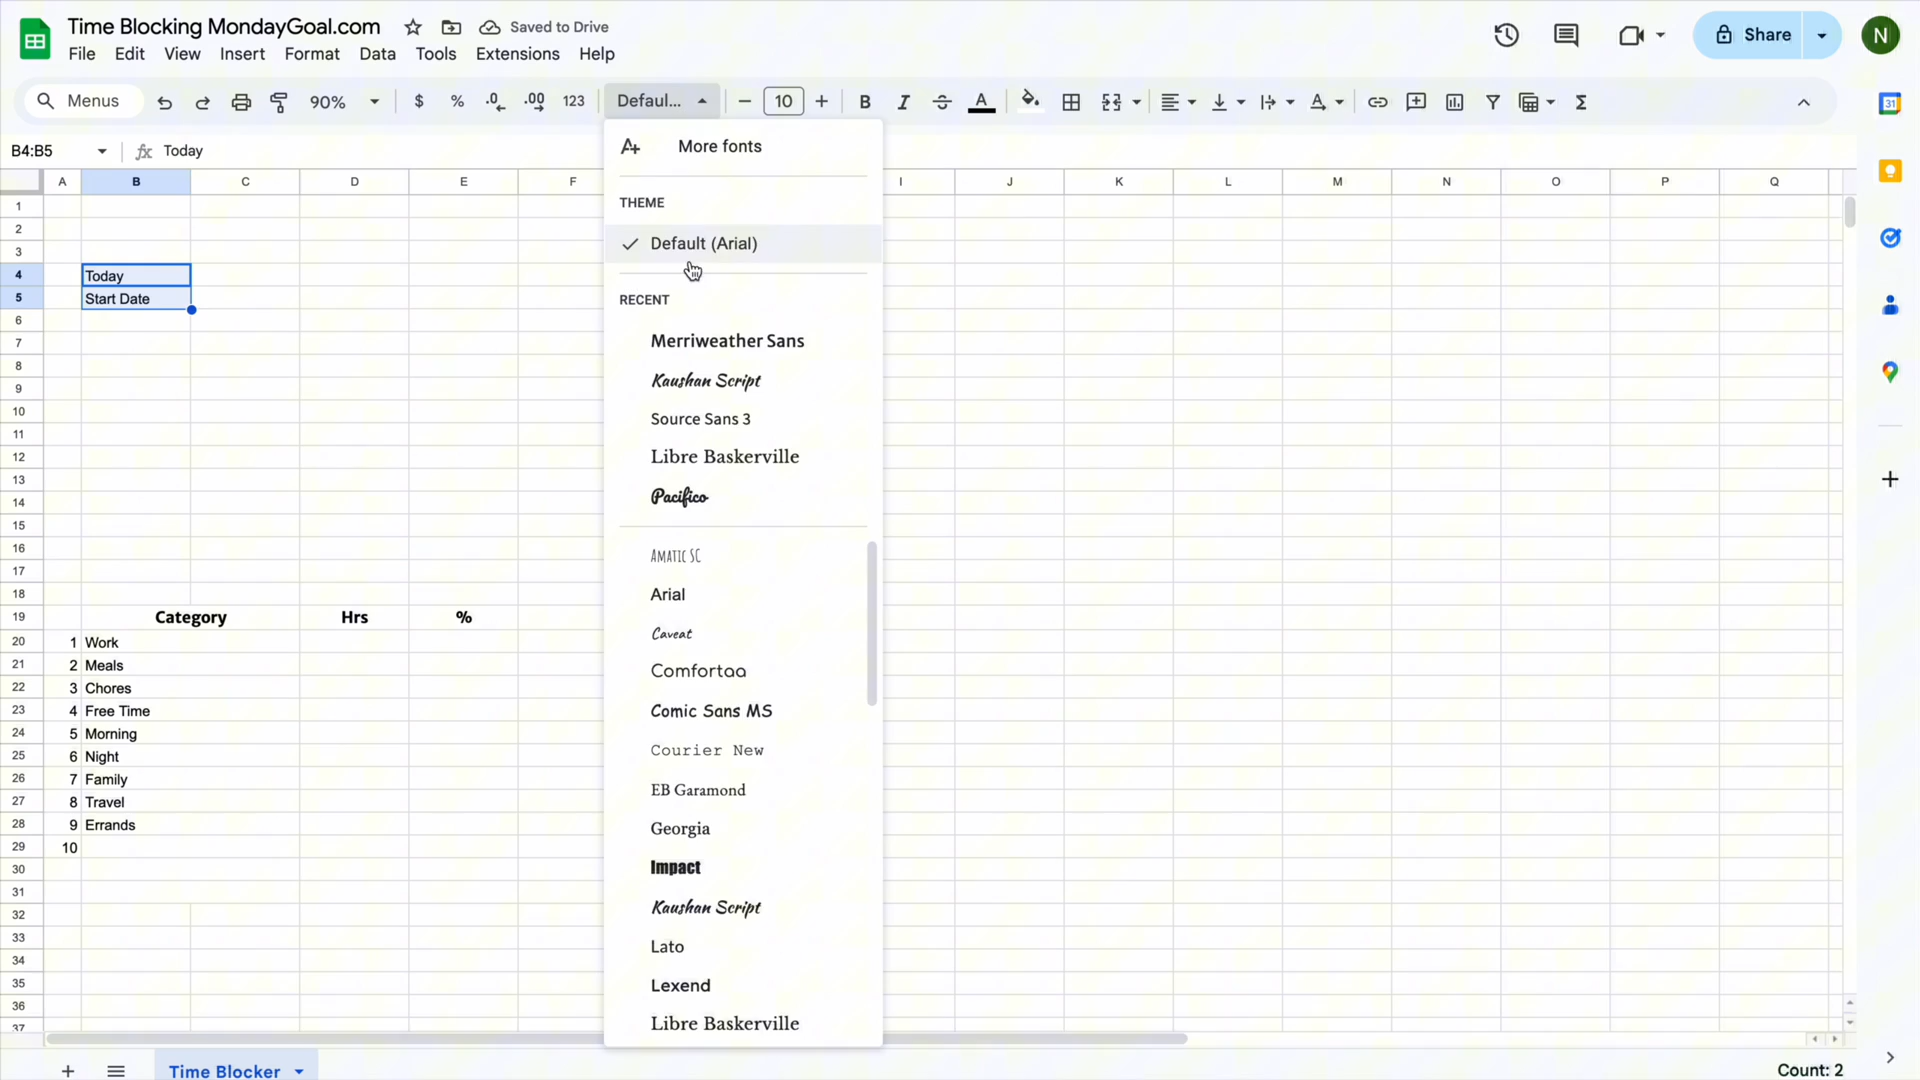 Time Blocking MondayGoal.com
Saved to Drive
File Edit View Insert Format Data Tools Extensions Help
Share
N
Menus
90%
$ % .0 .00 123
Defaul...
10
B I S A
31
B4:B5
fx Today
A B C D E F I J K L M N O P Q
1
2
3
4 Today
5 Start Date
6
7
8
9
10
11
12
13
14
15
16
17
18
19 Category Hrs %
20 1 Work
21 2 Meals
22 3 Chores
23 4 Free Time
24 5 Morning
25 6 Night
26 7 Family
27 8 Travel
28 9 Errands
29 10
30
31
32
33
34
35
36
37
More fonts
THEME
Default (Arial)
RECENT
Merriweather Sans
Kaushan Script
Source Sans 3
Libre Baskerville
Pacifico
Amatic SC
Arial
Caveat
Comfortaa
Comic Sans MS
Courier New
EB Garamond
Georgia
Impact
Kaushan Script
Lato
Lexend
Libre Baskerville
Time Blocker
Count: 2